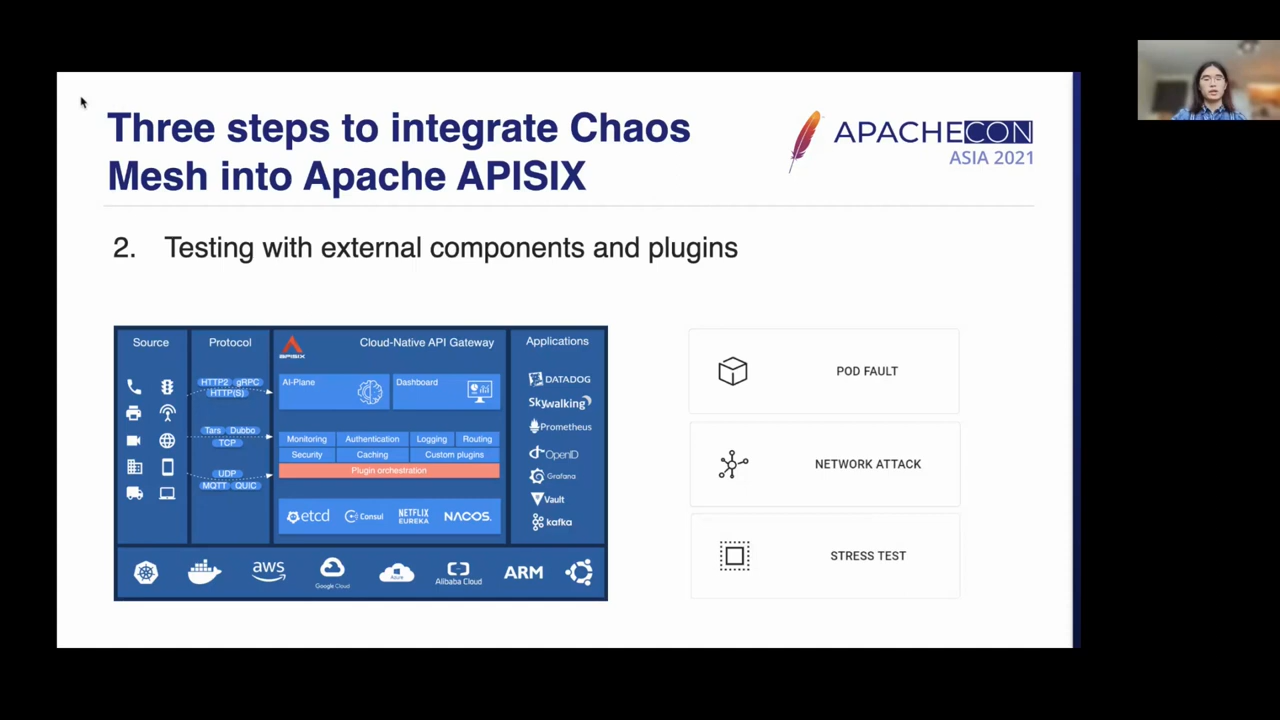 Three steps to integrate Chaos
Mesh into Apache APISIX
APACHECON
ASIA 2021
2. Testing with external components and plugins
Source
Protocol
HTTP2 gRPC
HTTP(S)
Tars Dubbo
TCP
UDP
MQTT QUIC
APISIX
Cloud-Native API Gateway
AI-Plane
Dashboard
Monitoring Authentication Logging Routing
Security Caching Custom plugins
Plugin orchestration
etcd Consul NETFLIX EUREKA NACOS.
Applications
DATADOG
Skywalking
Prometheus
OpenID
Grafana
Vault
kafka
aws Google Cloud Azure Alibaba Cloud ARM
POD FAULT
NETWORK ATTACK
STRESS TEST